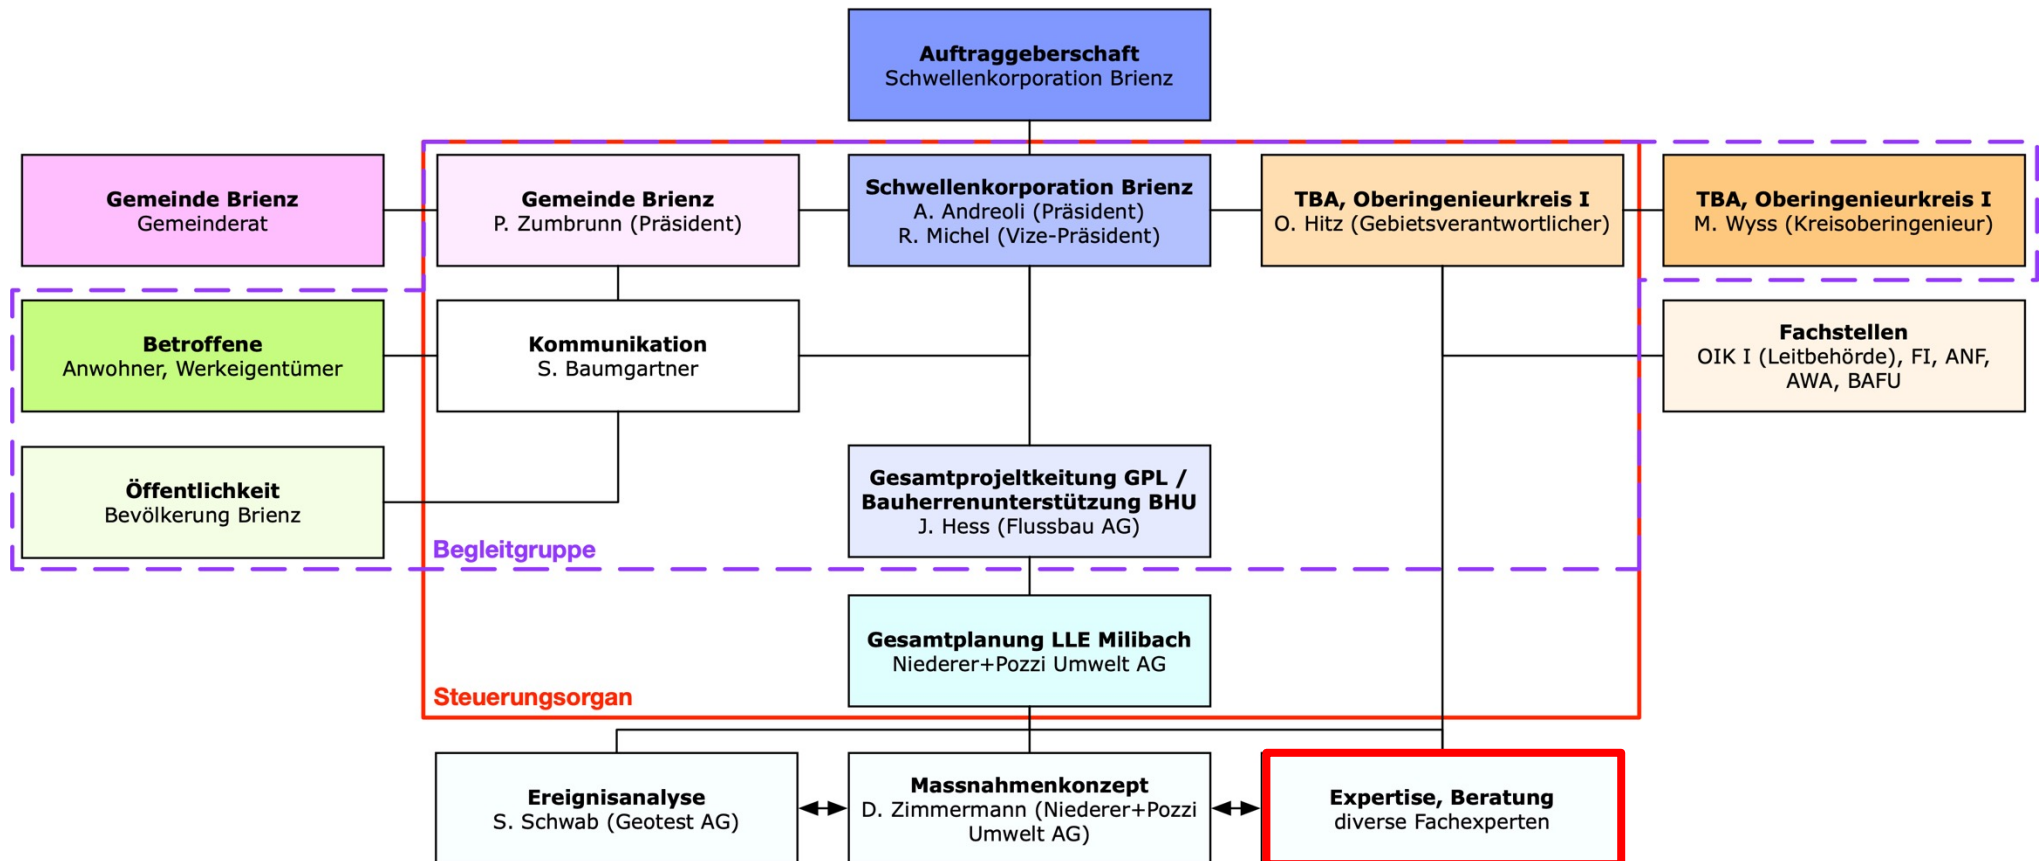 Auftraggeberschaft
Schwellenkorporation Brienz
Gemeinde Brienz
Gemeinderat
Gemeinde Brienz
P. Zumbrunn (Präsident)
Schwellenkorporation Brienz
A. Andreoli (Präsident)
R. Michel (Vize-Präsident)
TBA, Oberingenieurkreis I
O. Hitz (Gebietsverantwortlicher)
TBA, Oberingenieurkreis I
M. Wyss (Kreisoberingenieur)
Betroffene
Anwohner, Werkeigentümer
Kommunikation
S. Baumgartner
Fachstellen
OIK I (Leitbehörde), FI, ANF,
AWA, BAFU
Öffentlichkeit
Bevölkerung Brienz
Gesamtprojeltkeitung GPL /
Bauherrenunterstützung BHU
J. Hess (Flussbau AG)
Begleitgruppe
Gesamtplanung LLE Milibach
Niederer+Pozzi Umwelt AG
Steuerungsorgan
Ereignisanalyse
S. Schwab (Geotest AG)
Massnahmenkonzept
D. Zimmermann (Niederer+Pozzi
Umwelt AG)
Expertise, Beratung
diverse Fachexperten